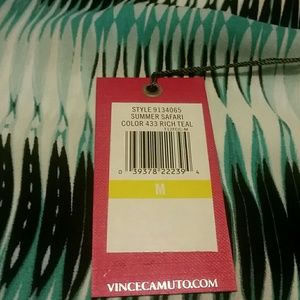 STYLE 9134065
SUMMER SAFARI
COLOR 433 RICH TEAL
0 39378 22239 4
M
VINCECAMUTO.COM